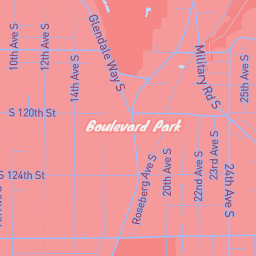 Glendale Way S
Military Rd S
10th Ave S
12th Ave S
14th Ave S
25th Ave S
S 120th St
Boulevard Park
S 124th St
Roseberg Ave S
20th Ave S
22nd Ave S
23rd Ave S
24th Ave S